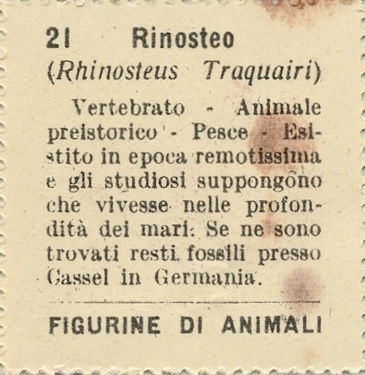 21 Rinosteo
(Rhinosteus Traquairi)
Vertebrato - Animale
preistorico - Pesce - Esi-
stito in epoca remotissima
e gli studiosi suppongono
che vivesse nelle profon-
dità dei mari. Se ne sono
trovati resti fossili presso
Cassel in Germania.
FIGURINE DI ANIMALI